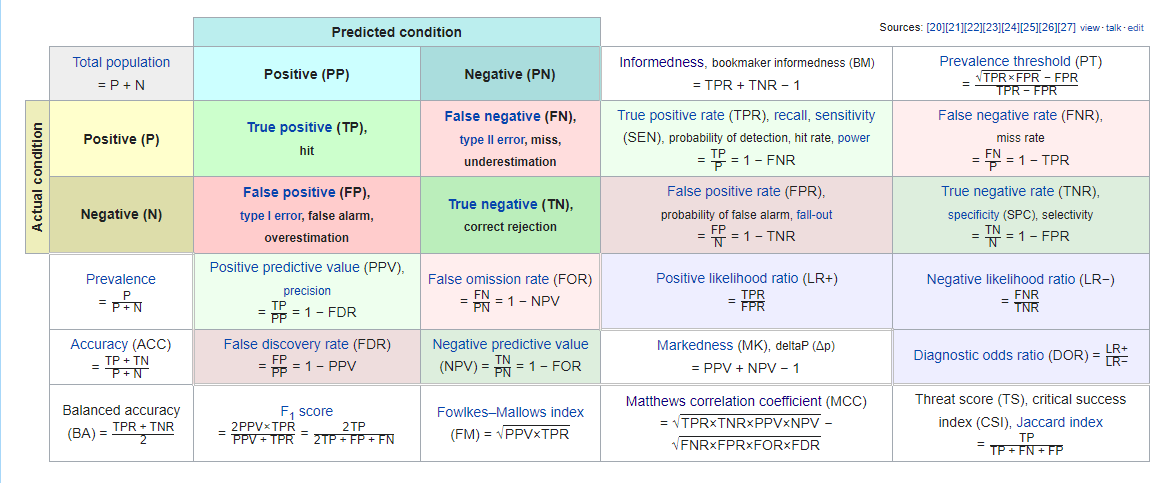 Predicted condition
Sources: [20][21][22][23][24][25][26][27] view · talk · edit
Total population
= P + N
Positive (PP)
Negative (PN)
Informedness, bookmaker informedness (BM)
= TPR + TNR − 1
Prevalence threshold (PT)
= √TPR×FPR − FPR / TPR − FPR
Actual condition
Positive (P)
True positive (TP),
hit
False negative (FN),
type II error, miss,
underestimation
True positive rate (TPR), recall, sensitivity
(SEN), probability of detection, hit rate, power
= TP / P = 1 − FNR
False negative rate (FNR),
miss rate
= FN / P = 1 − TPR
Negative (N)
False positive (FP),
type I error, false alarm,
overestimation
True negative (TN),
correct rejection
False positive rate (FPR),
probability of false alarm, fall-out
= FP / N = 1 − TNR
True negative rate (TNR),
specificity (SPC), selectivity
= TN / N = 1 − FPR
Prevalence
= P / P + N
Positive predictive value (PPV),
precision
= TP / PP = 1 − FDR
False omission rate (FOR)
= FN / PN = 1 − NPV
Positive likelihood ratio (LR+)
= TPR / FPR
Negative likelihood ratio (LR−)
= FNR / TNR
Accuracy (ACC)
= TP + TN / P + N
False discovery rate (FDR)
= FP / PP = 1 − PPV
Negative predictive value
(NPV) = TN / PN = 1 − FOR
Markedness (MK), deltaP (Δp)
= PPV + NPV − 1
Diagnostic odds ratio (DOR) = LR+ / LR−
Balanced accuracy
(BA) = TPR + TNR / 2
F1 score
= 2PPV×TPR / PPV + TPR = 2TP / 2TP + FP + FN
Fowlkes–Mallows index
(FM) = √PPV×TPR
Matthews correlation coefficient (MCC)
= √TPR×TNR×PPV×NPV −
√FNR×FPR×FOR×FDR
Threat score (TS), critical success
index (CSI), Jaccard index
= TP / TP + FN + FP